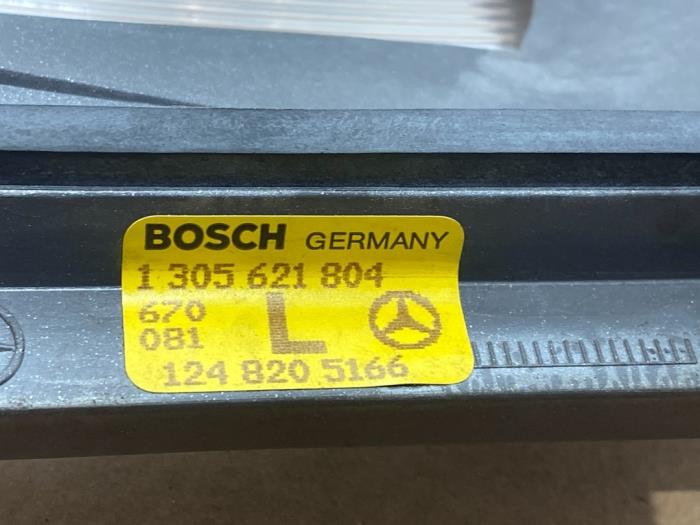 BOSCH GERMANY
1 305 621 804
670
081 L
124 820 5166